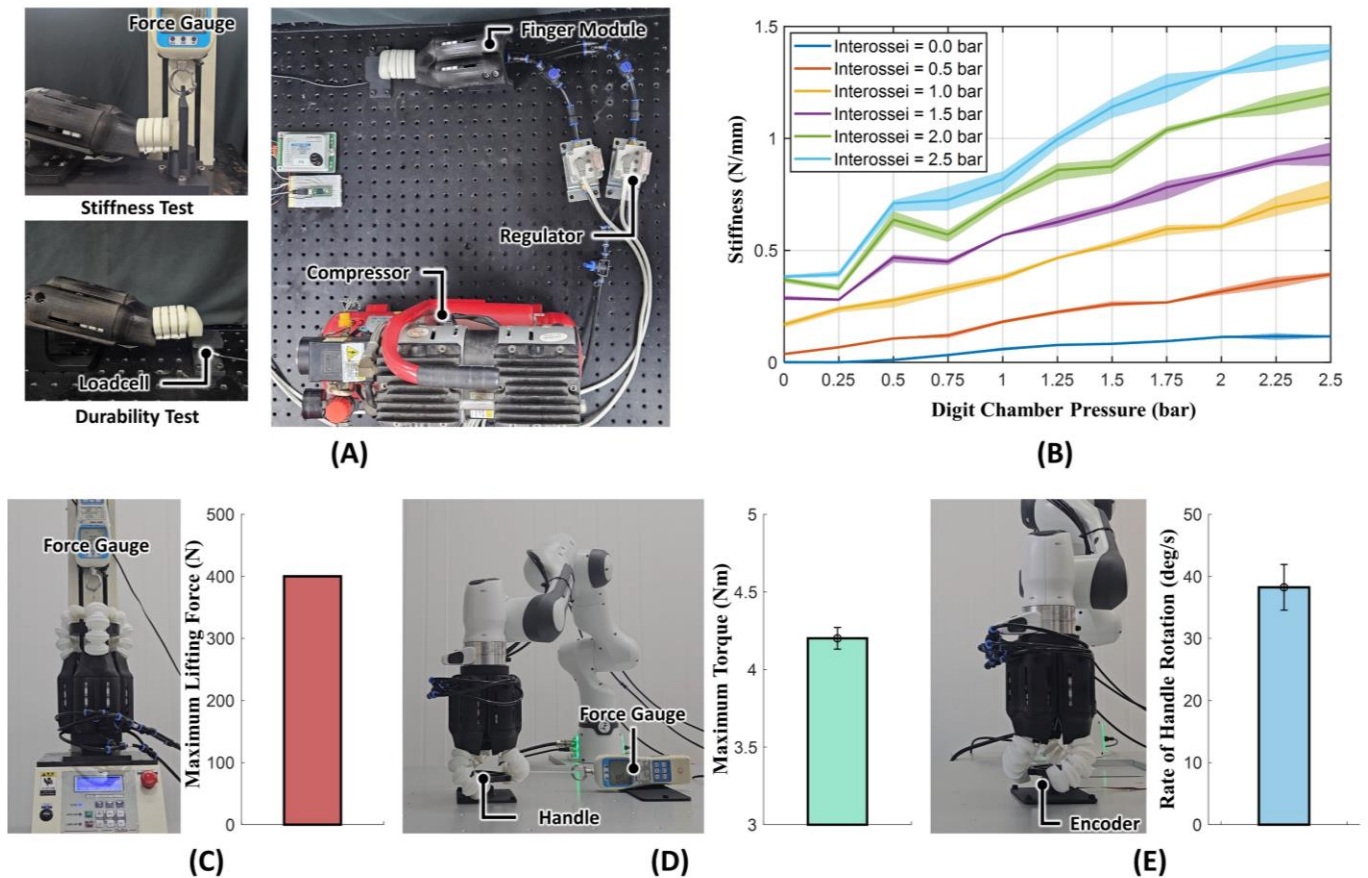 Force Gauge
Stiffness Test
Loadcell
Durability Test
Finger Module
Regulator
Compressor
(A)
Stiffness (N/mm)
1.5
1
0.5
0
Interossei = 0.0 bar
Interossei = 0.5 bar
Interossei = 1.0 bar
Interossei = 1.5 bar
Interossei = 2.0 bar
Interossei = 2.5 bar
0 0.25 0.5 0.75 1 1.25 1.5 1.75 2 2.25 2.5
Digit Chamber Pressure (bar)
(B)
Force Gauge
Maximum Lifting Force (N)
500
400
300
200
100
0
(C)
Force Gauge
Handle
Maximum Torque (Nm)
5
4.5
4
3.5
3
(D)
Encoder
Rate of Handle Rotation (deg/s)
50
40
30
20
10
0
(E)